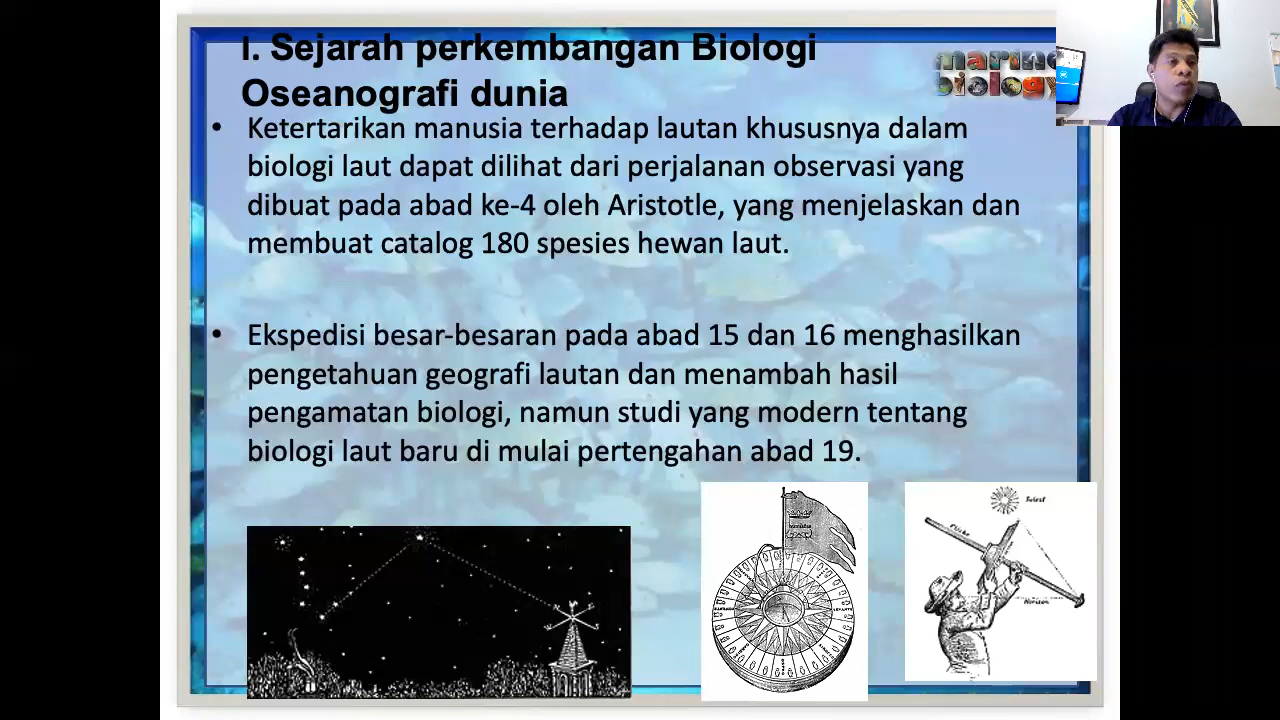 I. Sejarah perkembangan Biologi
Oseanografi dunia
marine
biology
• Ketertarikan manusia terhadap lautan khususnya dalam
biologi laut dapat dilihat dari perjalanan observasi yang
dibuat pada abad ke-4 oleh Aristotle, yang menjelaskan dan
membuat catalog 180 spesies hewan laut.
• Ekspedisi besar-besaran pada abad 15 dan 16 menghasilkan
pengetahuan geografi lautan dan menambah hasil
pengamatan biologi, namun studi yang modern tentang
biologi laut baru di mulai pertengahan abad 19.